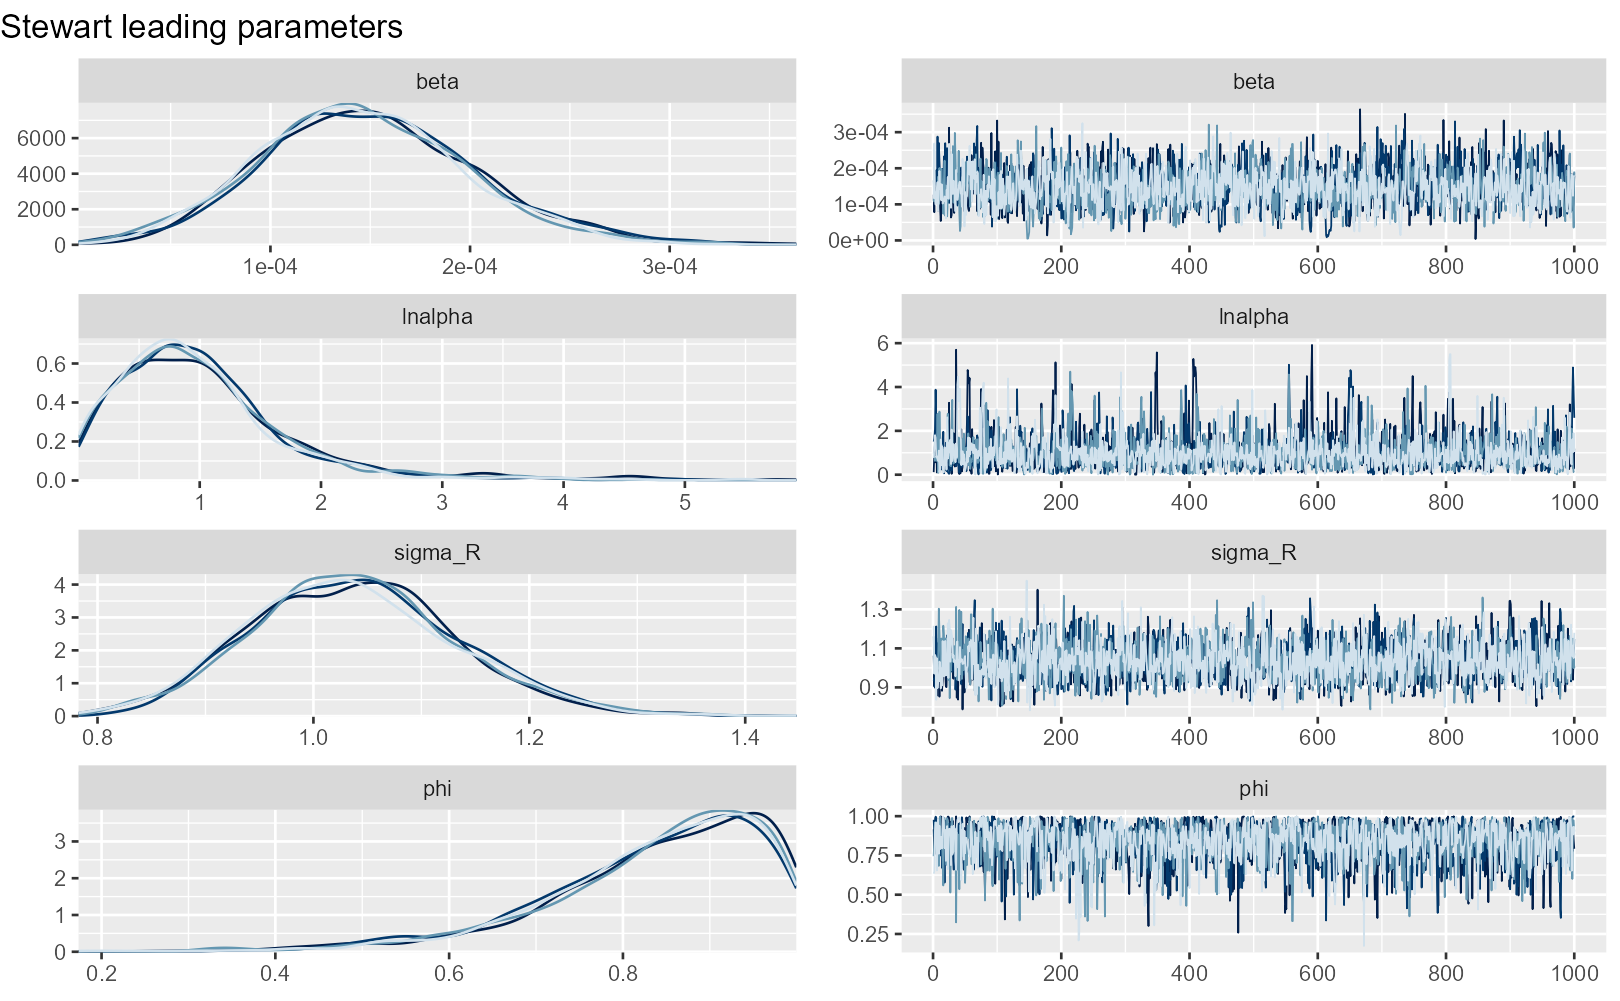 Stewart leading parameters
beta
6000
4000
2000
0
1e-04 2e-04 3e-04
beta
3e-04
2e-04
1e-04
0e+00
0 200 400 600 800 1000
lnalpha
0.6
0.4
0.2
0.0
1 2 3 4 5
lnalpha
6
4
2
0
0 200 400 600 800 1000
sigma_R
4
3
2
1
0
0.8 1.0 1.2 1.4
sigma_R
1.3
1.1
0.9
0 200 400 600 800 1000
phi
3
2
1
0
0.2 0.4 0.6 0.8
phi
1.00
0.75
0.50
0.25
0 200 400 600 800 1000